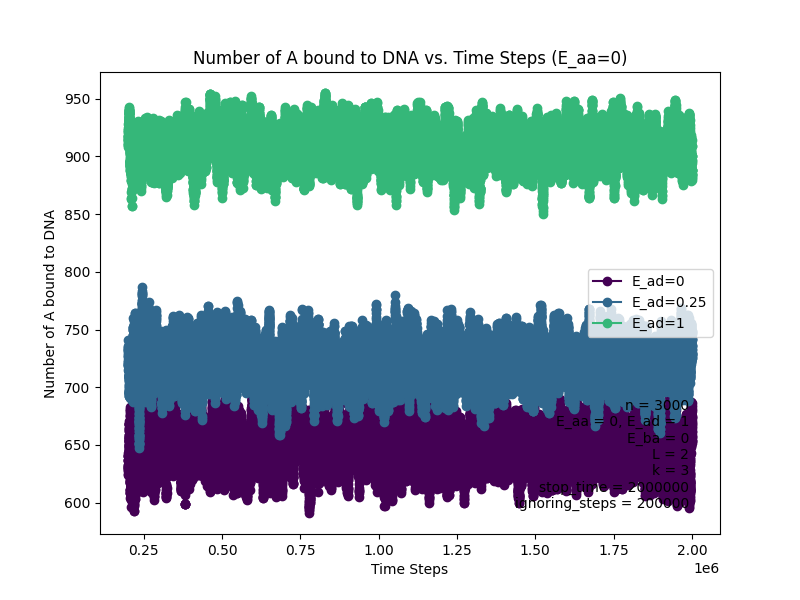 Number of A bound to DNA vs. Time Steps (E_aa=0)
Number of A bound to DNA
950
900
850
800
750
700
650
600
E_ad=0
E_ad=0.25
E_ad=1
n = 3000
E_aa = 0, E_ad = 1
E_ba = 0
L = 2
k = 3
stop_time = 2000000
ignoring_steps = 200000
0.25 0.50 0.75 1.00 1.25 1.50 1.75 2.00
1e6
Time Steps